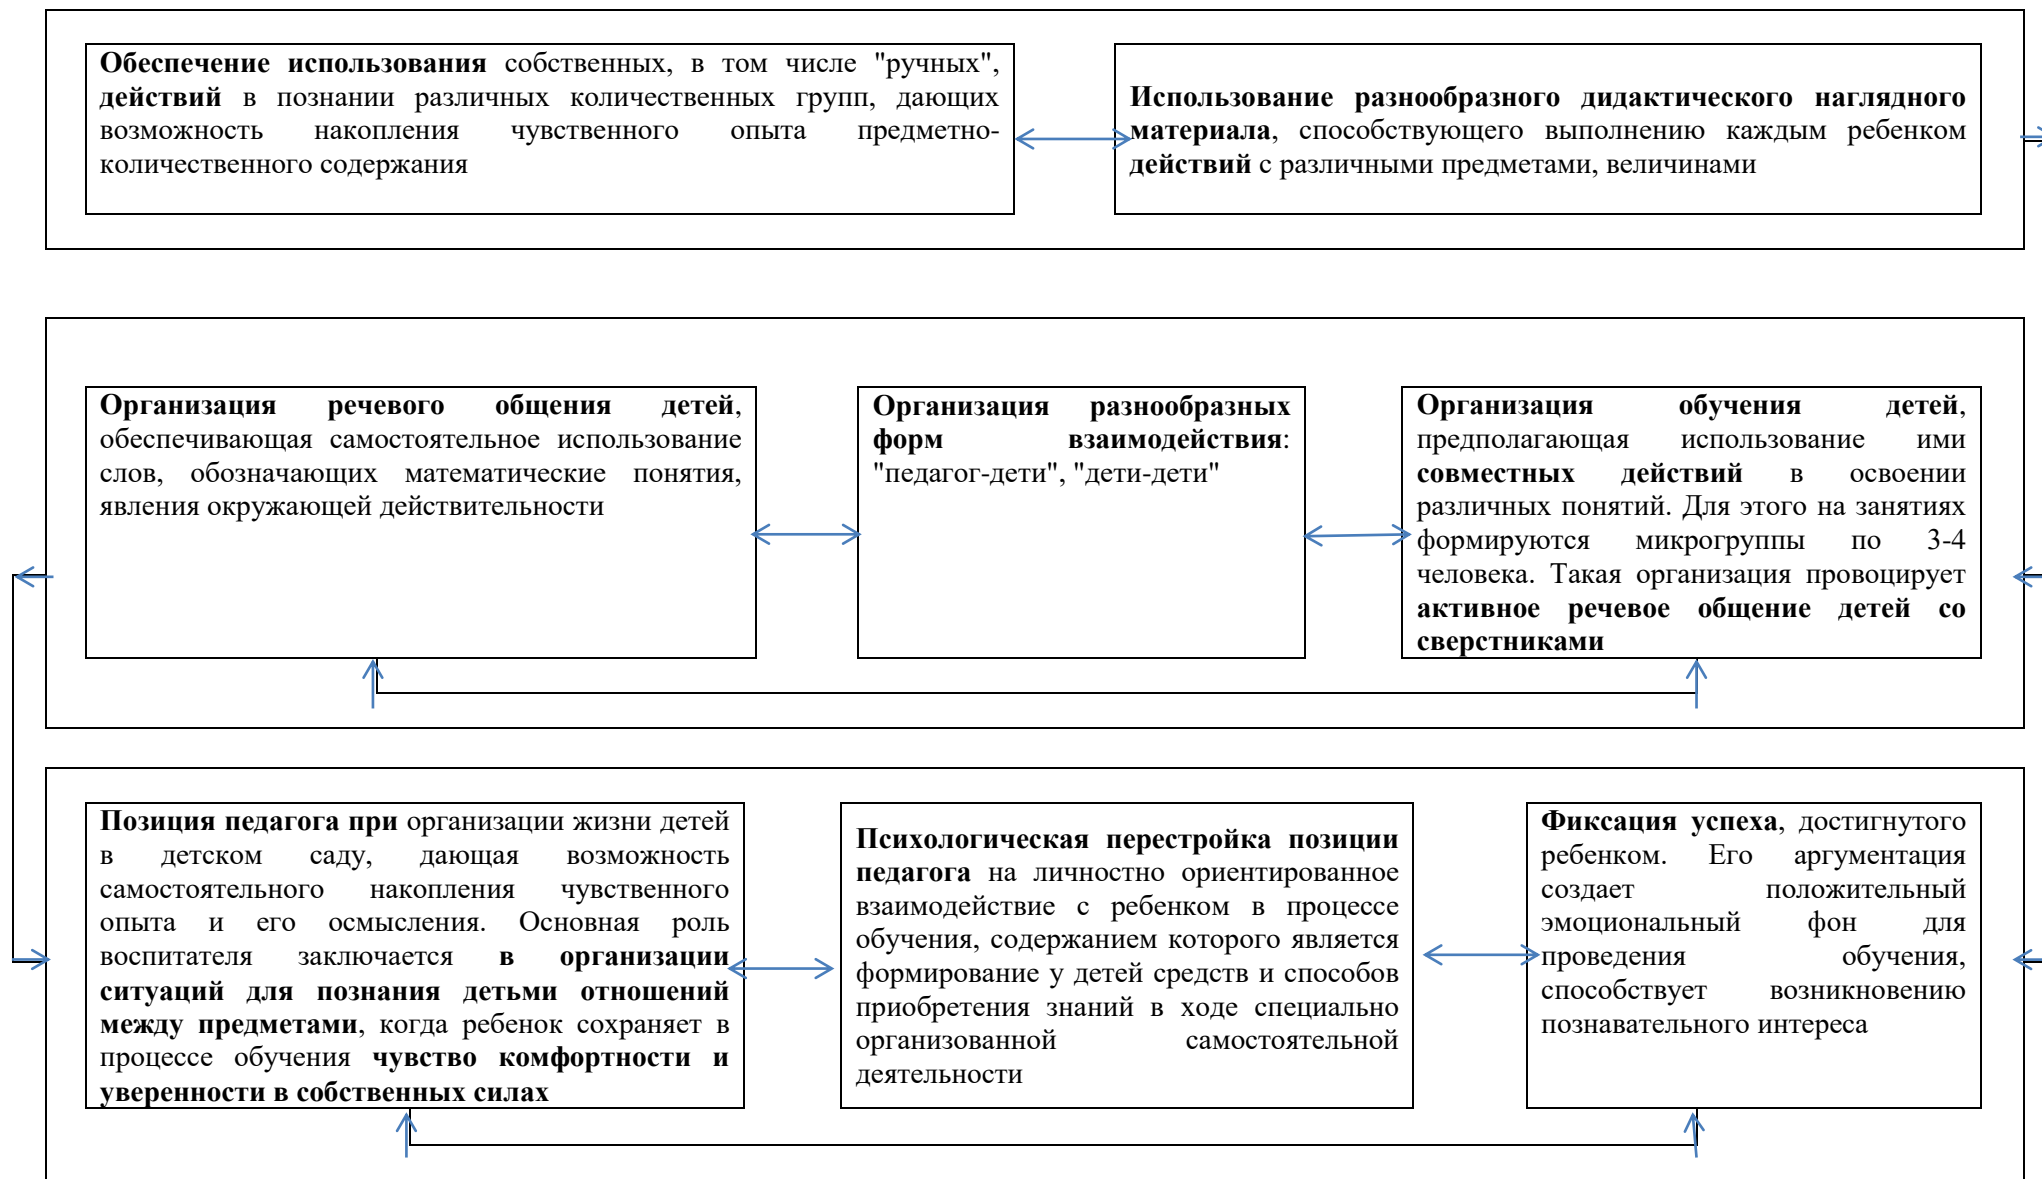 Обеспечение использования собственных, в том числе "ручных",
действий в познании различных количественных групп, дающих
возможность накопления чувственного опыта предметно-
количественного содержания
Использование разнообразного дидактического наглядного
материала, способствующего выполнению каждым ребенком
действий с различными предметами, величинами
Организация речевого общения детей,
обеспечивающая самостоятельное использование
слов, обозначающих математические понятия,
явления окружающей действительности
Организация разнообразных
форм взаимодействия:
"педагог-дети", "дети-дети"
Организация обучения детей,
предполагающая использование ими
совместных действий в освоении
различных понятий. Для этого на занятиях
формируются микрогруппы по 3-4
человека. Такая организация провоцирует
активное речевое общение детей со
сверстниками
Позиция педагога при организации жизни детей
в детском саду, дающая возможность
самостоятельного накопления чувственного
опыта и его осмысления. Основная роль
воспитателя заключается в организации
ситуаций для познания детьми отношений
между предметами, когда ребенок сохраняет в
процессе обучения чувство комфортности и
уверенности в собственных силах
Психологическая перестройка позиции
педагога на личностно ориентированное
взаимодействие с ребенком в процессе
обучения, содержанием которого является
формирование у детей средств и способов
приобретения знаний в ходе специально
организованной самостоятельной
деятельности
Фиксация успеха, достигнутого
ребенком. Его аргументация
создает положительный
эмоциональный фон для
проведения обучения,
способствует возникновению
познавательного интереса